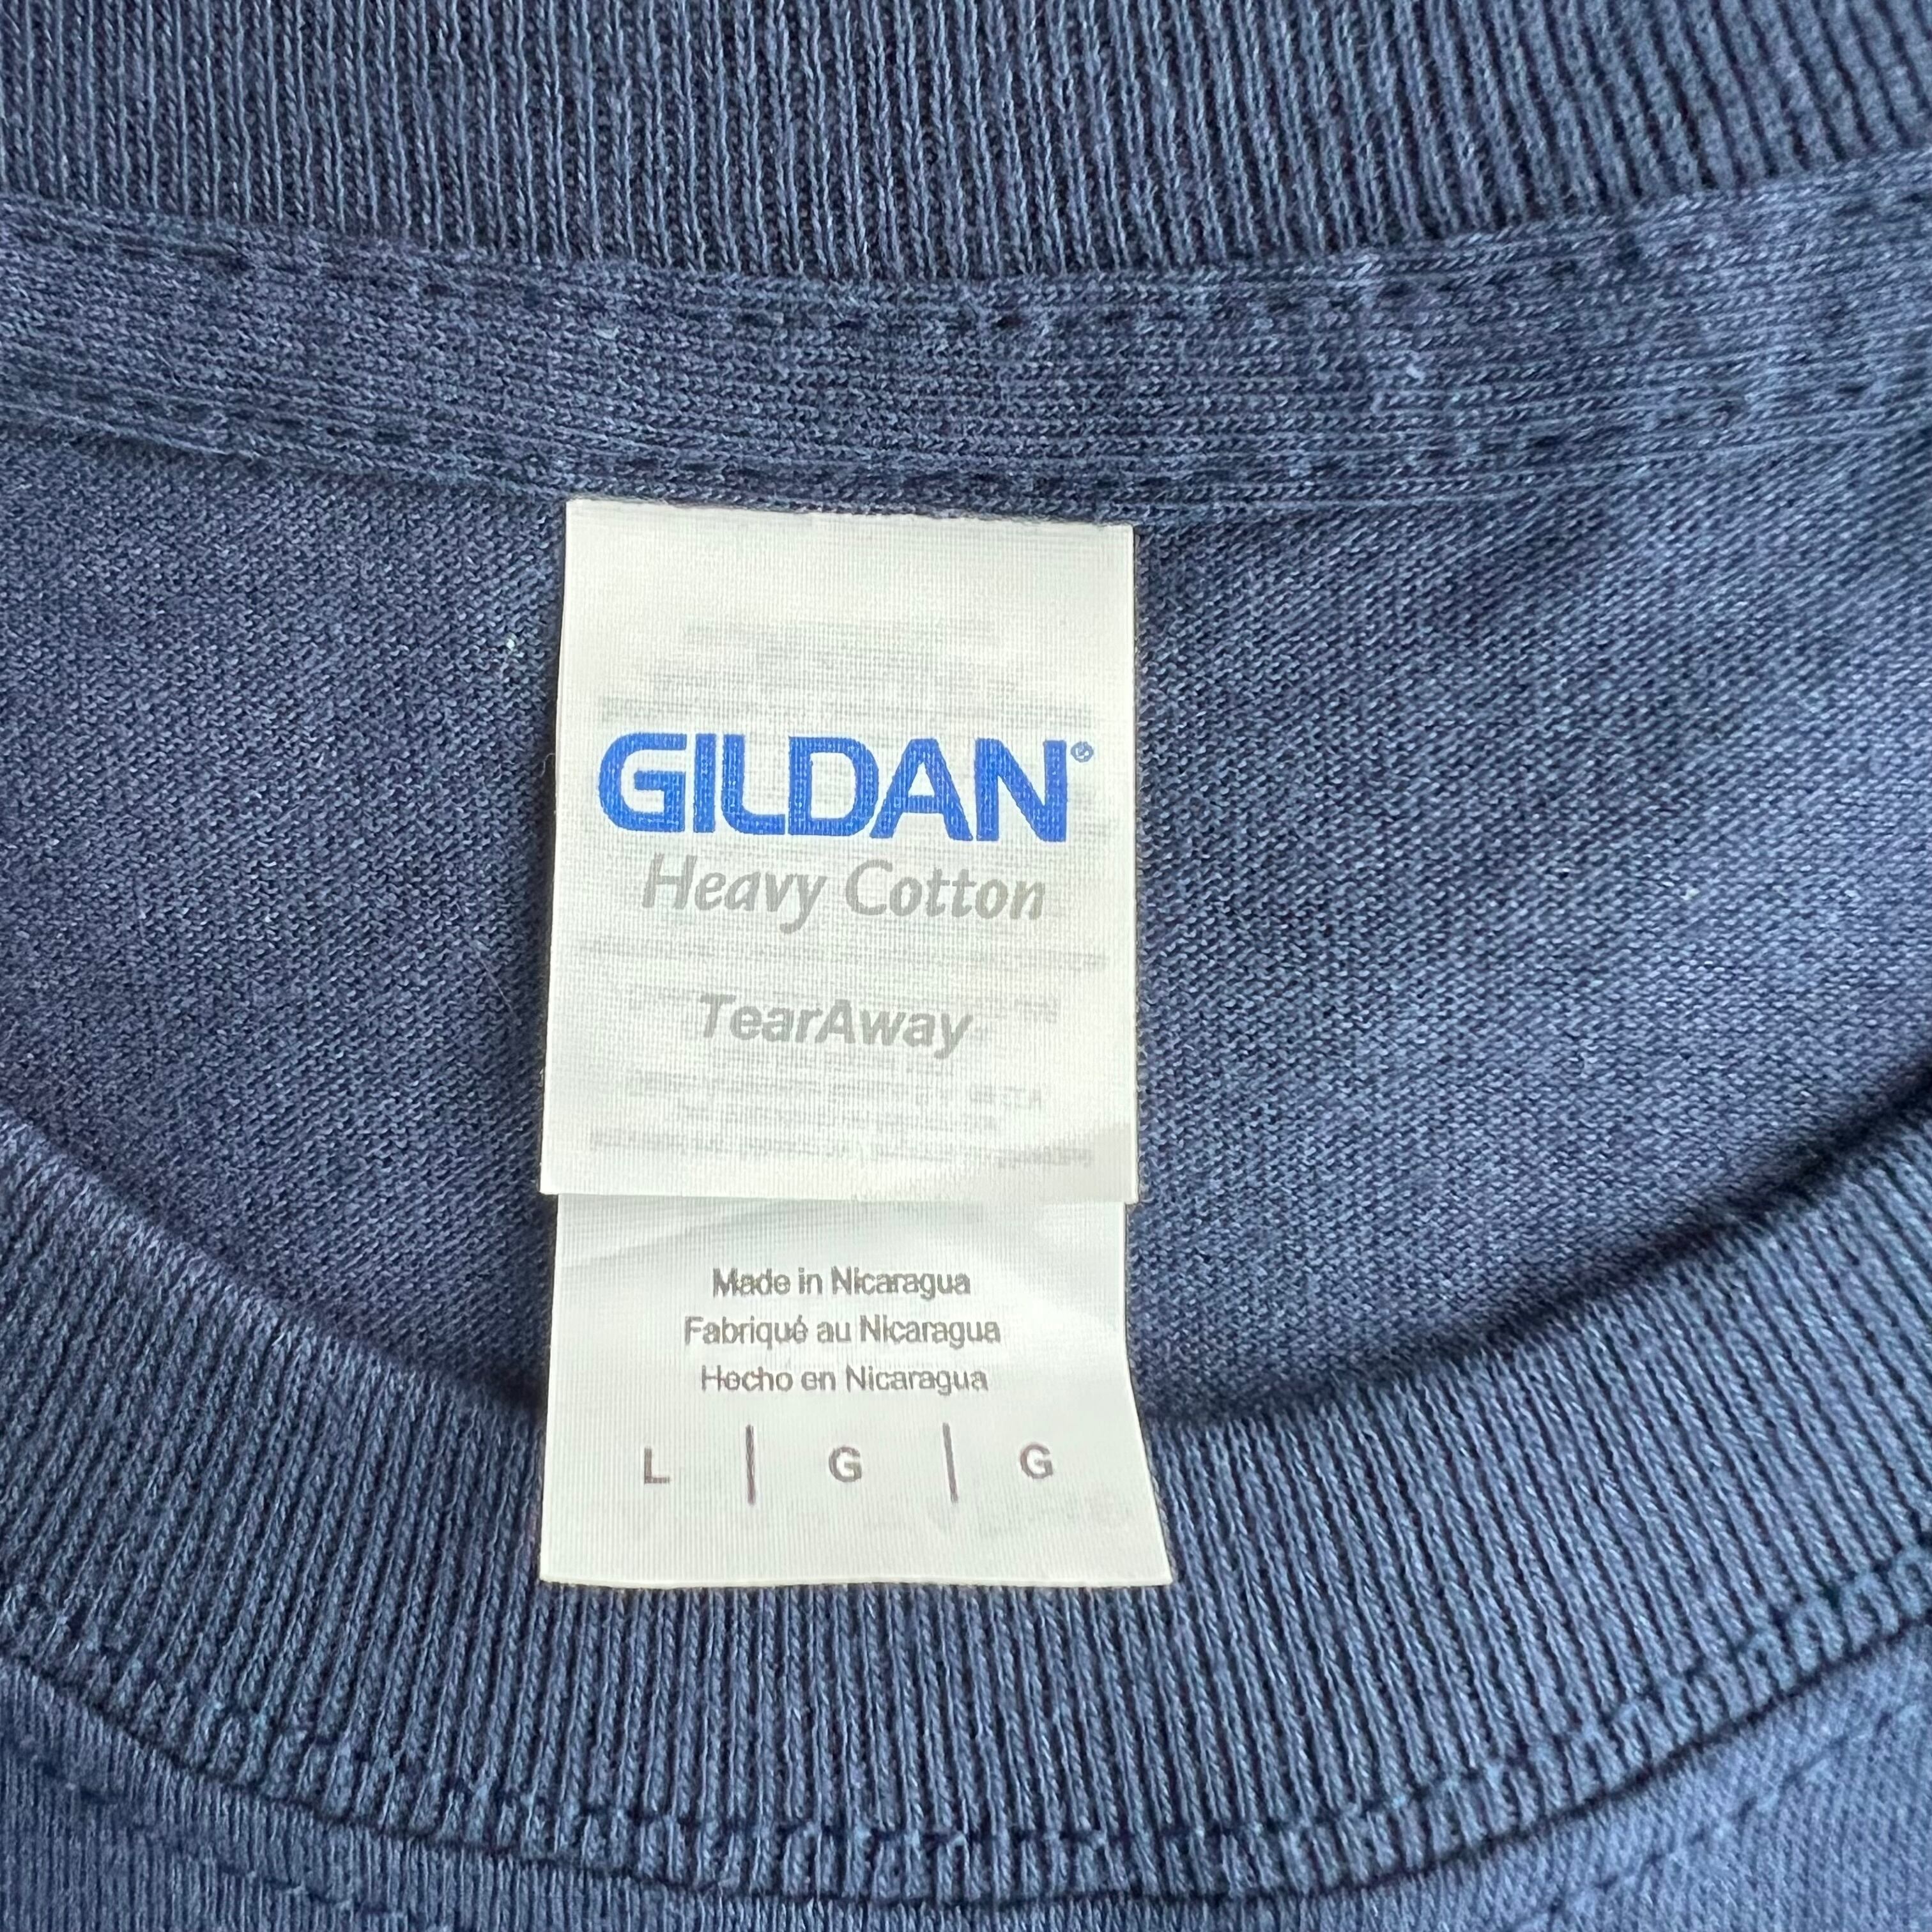 GILDAN®
Heavy Cotton
TearAway
Made in Nicaragua
Fabriqué au Nicaragua
Hecho en Nicaragua
L | G | G